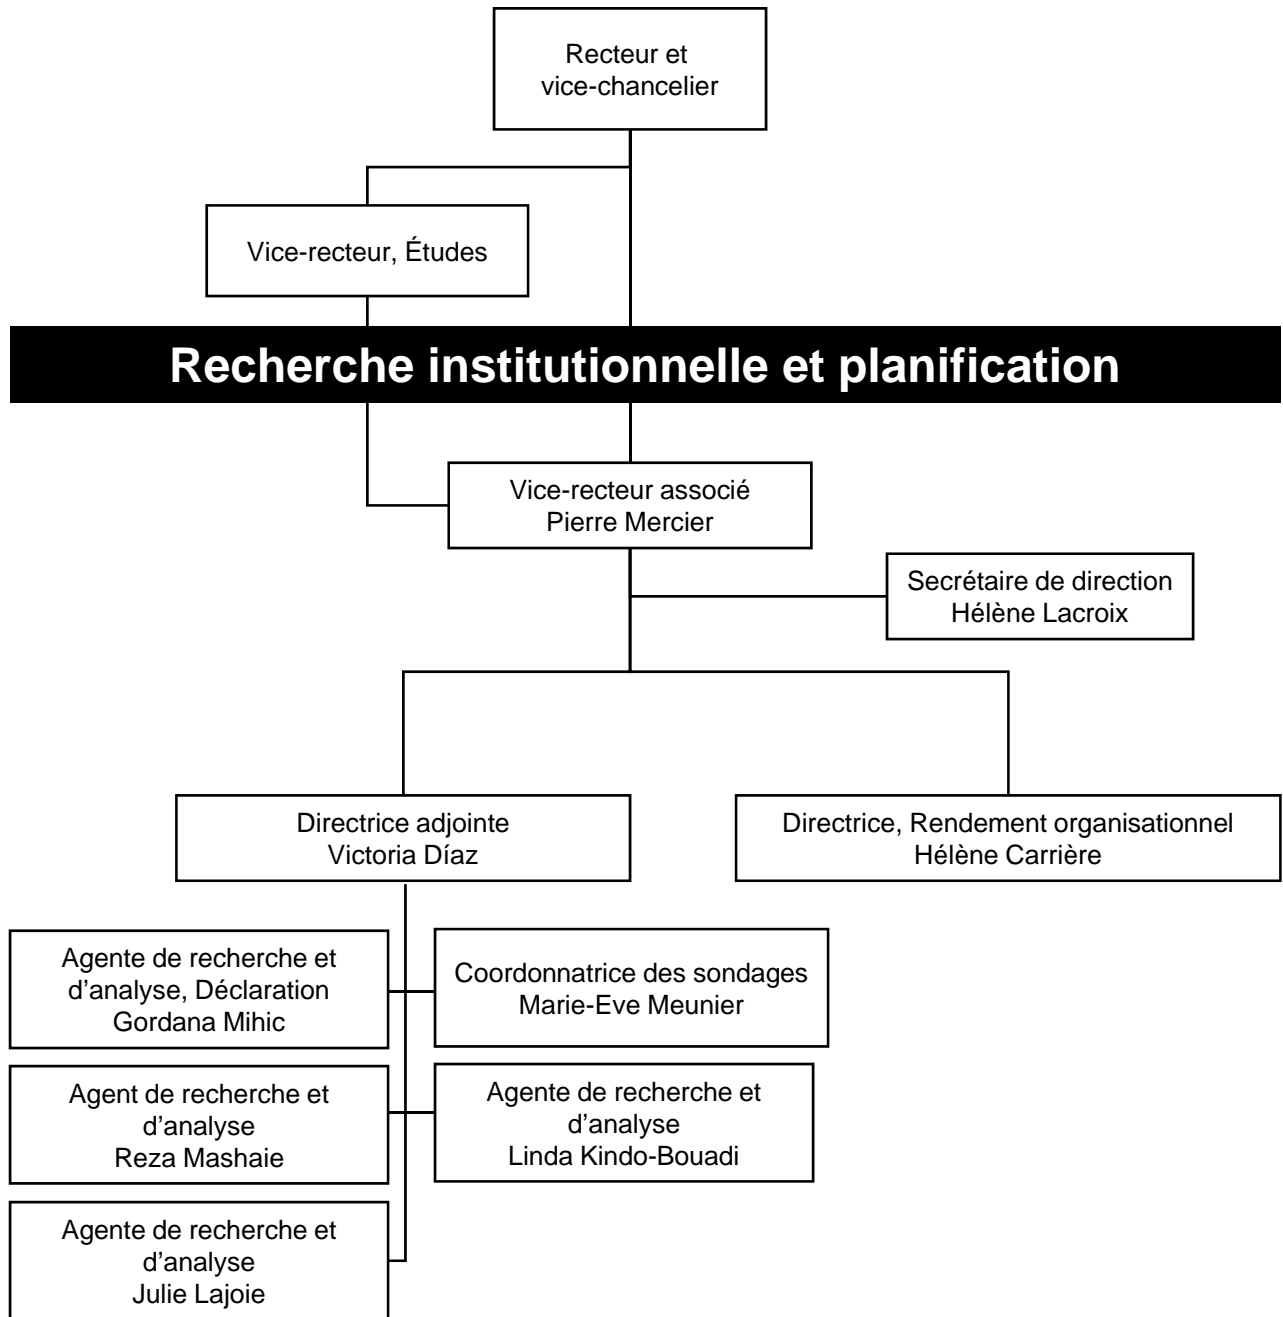 Recteur et
vice-chancelier
Vice-recteur, Études
Recherche institutionnelle et planification
Vice-recteur associé
Pierre Mercier
Secrétaire de direction
Hélène Lacroix
Directrice adjointe
Victoria Díaz
Directrice, Rendement organisationnel
Hélène Carrière
Agente de recherche et
d’analyse, Déclaration
Gordana Mihic
Coordonnatrice des sondages
Marie-Eve Meunier
Agent de recherche et
d’analyse
Reza Mashaie
Agente de recherche et
d’analyse
Linda Kindo-Bouadi
Agente de recherche et
d’analyse
Julie Lajoie